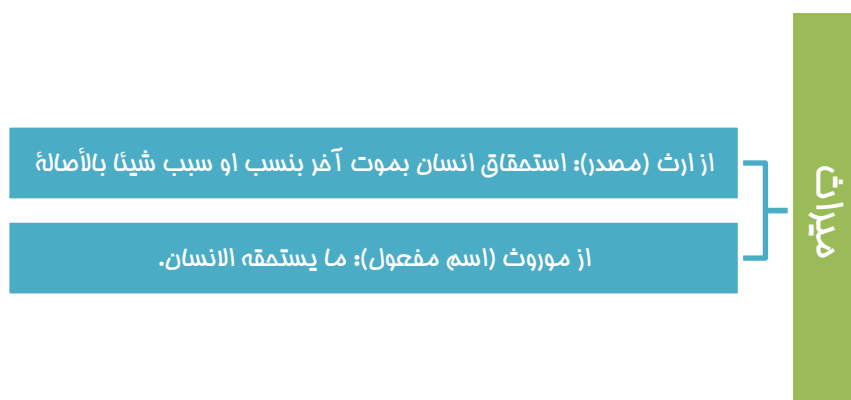 میراث
از ارث (مصدر): استحقاق انسان بموت آخر بنسب او سبب شیئا بالأصالهٔ
از موروث (اسم مفعول): ما یستحقه الانسان.